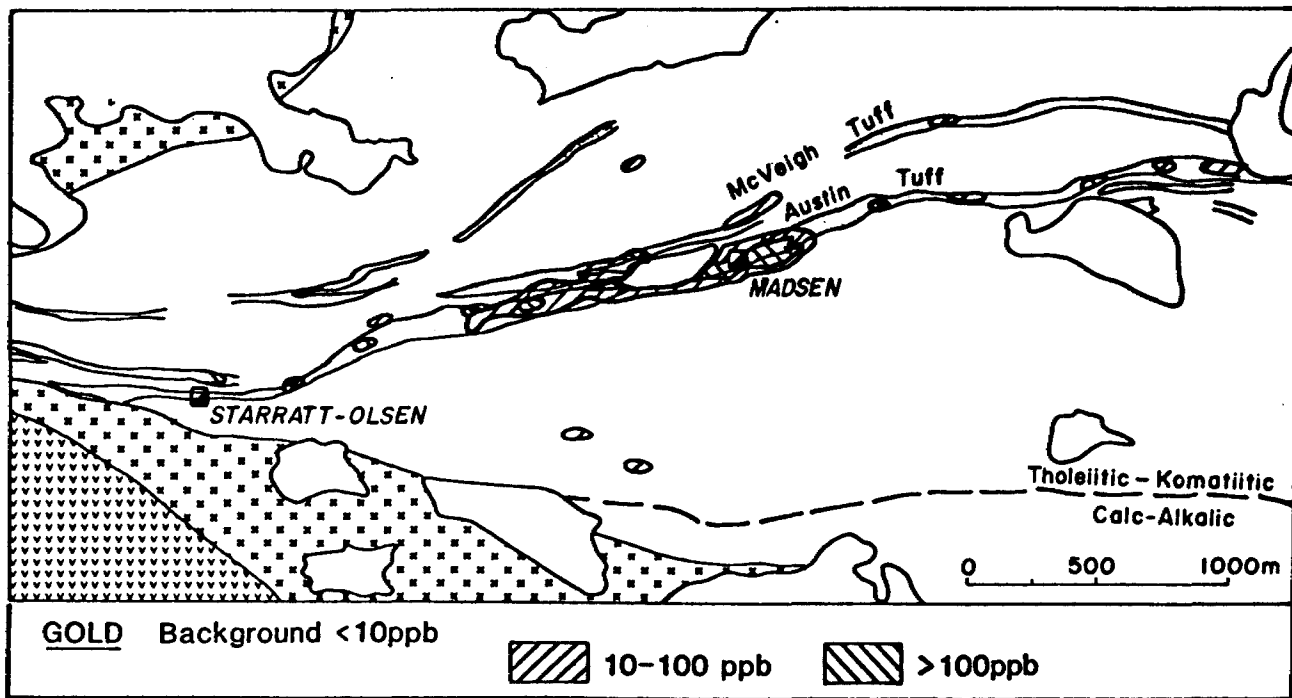 Tuff
McVeigh
Tuff
Austin
MADSEN
STARRATT-OLSEN
Tholeiitic - Komatiitic
Calc-Alkalic
0 500 1000m
GOLD Background <10ppb
10-100 ppb
>100ppb